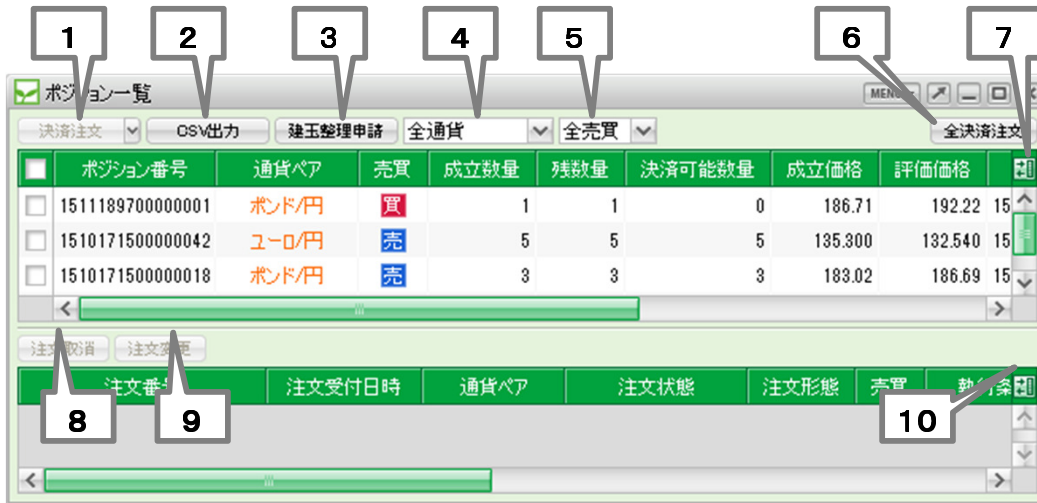 1 2 3 4 5 6 7
ポジション一覧 MENU
決済注文 CSV出力 建玉整理申請 全通貨 全売買 全決済注文
ポジション番号 通貨ペア 売買 成立数量 残数量 決済可能数量 成立価格 評価価格
1511189700000001 ポンド/円 買 1 1 0 186.71 192.22 15
1510171500000042 ユーロ/円 売 5 5 5 135.300 132.540 15
1510171500000018 ポンド/円 売 3 3 3 183.02 186.69 15
注文取消 注文変更
注文番号 注文受付日時 通貨ペア 注文状態 注文形態 売買 執行条
8 9 10